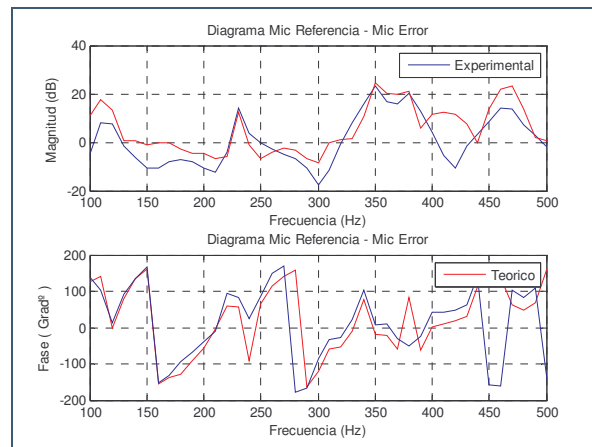 Diagrama Mic Referencia - Mic Error
Magnitud (dB)
40
20
0
-20
Experimental
100 150 200 250 300 350 400 450 500
Frecuencia (Hz)
Diagrama Mic Referencia - Mic Error
Fase ( Gradº )
200
100
0
-100
-200
Teorico
100 150 200 250 300 350 400 450 500
Frecuencia (Hz)